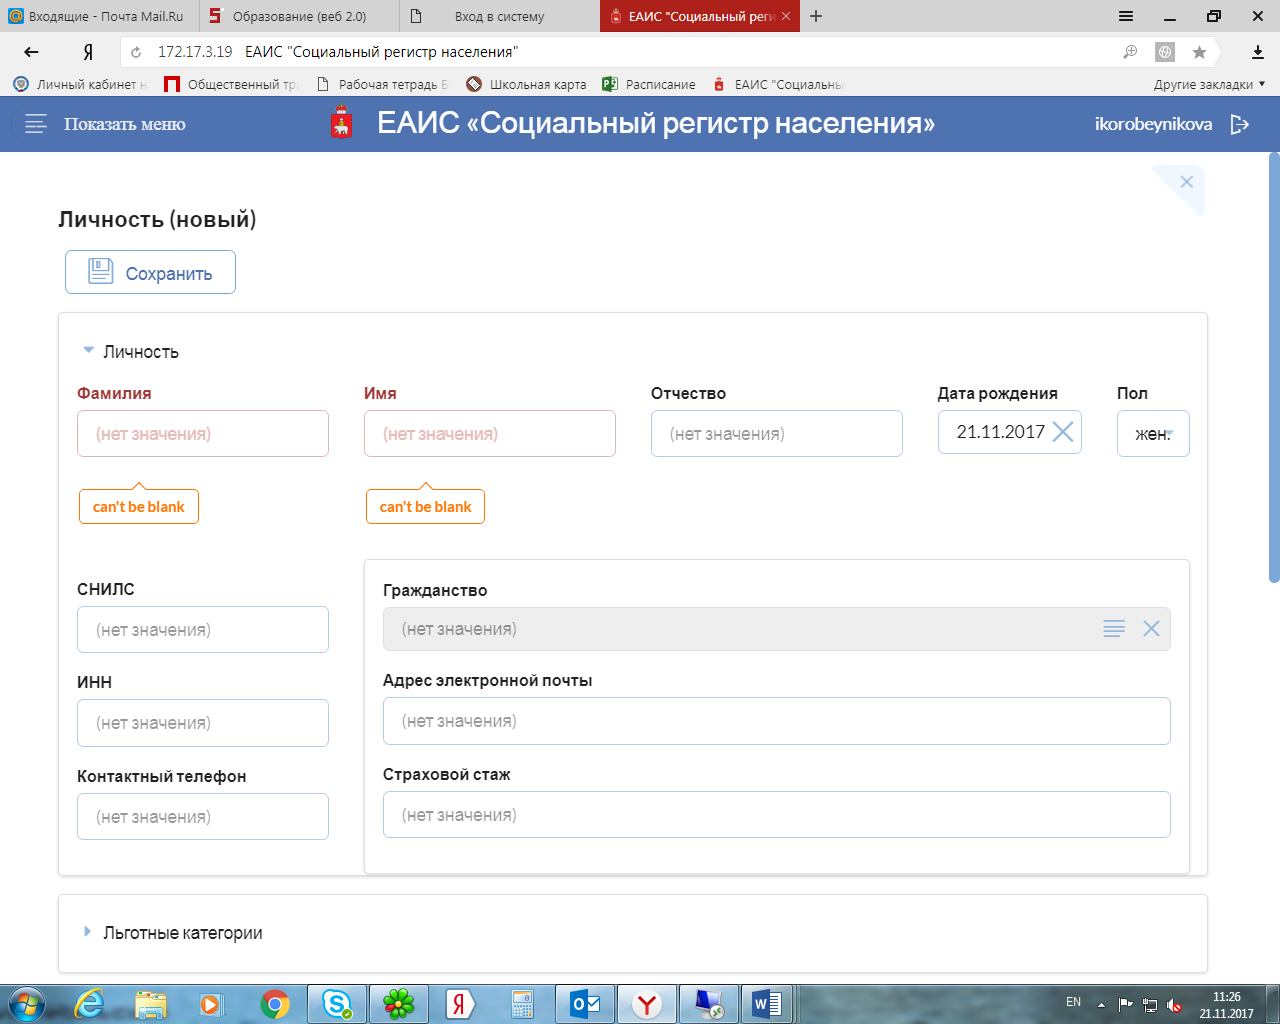 Входящие - Почта Mail.Ru
Образование (веб 2.0)
Вход в систему
ЕАИС "Социальный реги
172.17.3.19 ЕАИС "Социальный регистр населения"
Личный кабинет н
Общественный тра
Рабочая тетрадь Б
Школьная карта
Расписание
ЕАИС "Социальны
Другие закладки
Показать меню
ЕАИС «Социальный регистр населения»
ikorobeynikova
Личность (новый)
Сохранить
Личность
Фамилия Имя Отчество Дата рождения Пол
(нет значения) (нет значения) (нет значения) 21.11.2017 жен.
can't be blank can't be blank
СНИЛС
(нет значения)
ИНН
(нет значения)
Контактный телефон
(нет значения)
Гражданство
(нет значения)
Адрес электронной почты
(нет значения)
Страховой стаж
(нет значения)
Льготные категории
EN
11:26
21.11.2017